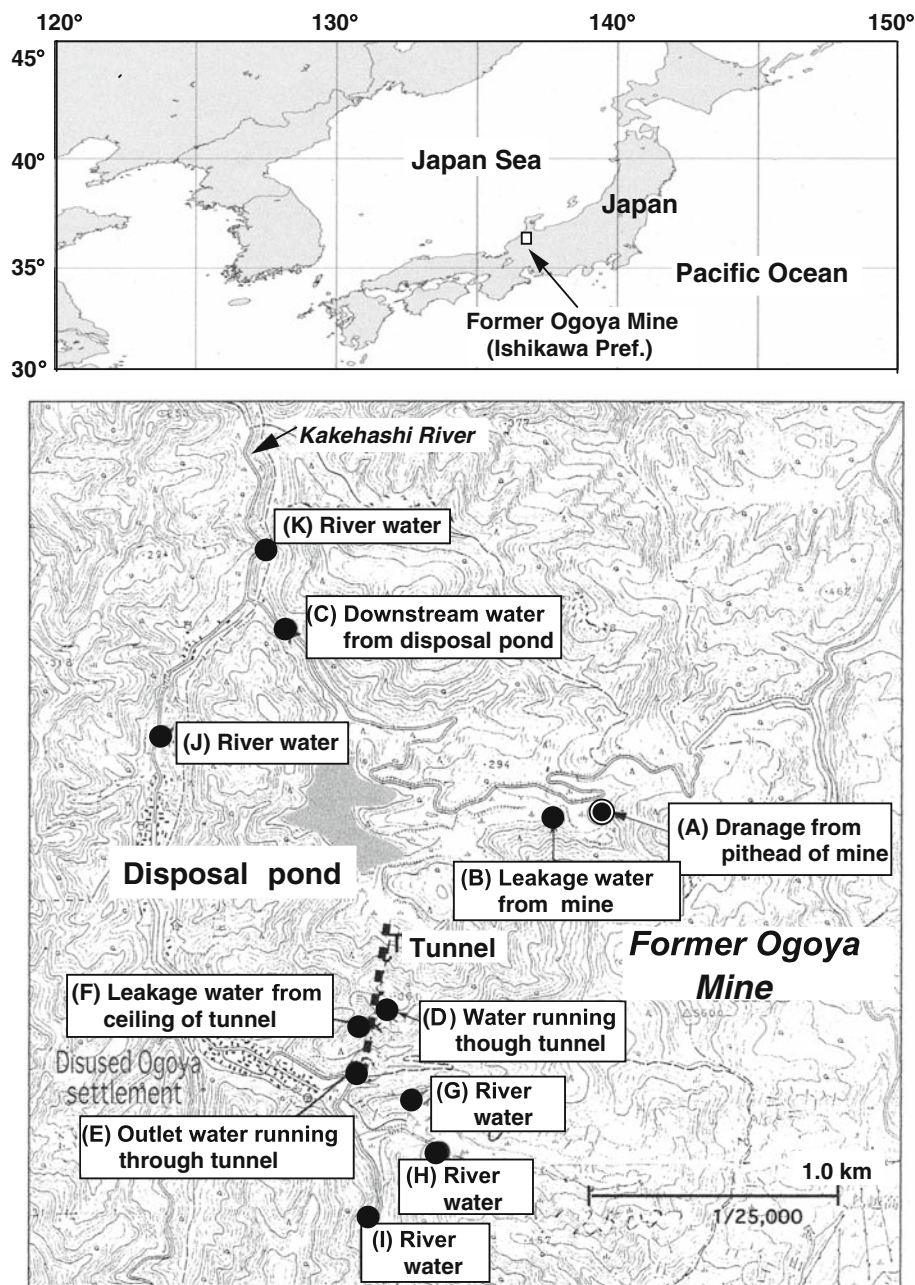 120° 130° 140° 150°
45°
40°
35°
30°
Japan Sea
Japan
Pacific Ocean
Former Ogoya Mine
(Ishikawa Pref.)
Kakehashi River
(K) River water
(C) Downstream water
from disposal pond
(J) River water
294
(A) Dranage from
pithead of mine
(B) Leakage water
from mine
Disposal pond
Tunnel
Former Ogoya
Mine
(F) Leakage water from
ceiling of tunnel
(D) Water running
though tunnel
Disused Ogoya
settlement
(G) River
water
(E) Outlet water running
through tunnel
(H) River
water
1.0 km
1/25,000
(I) River
water